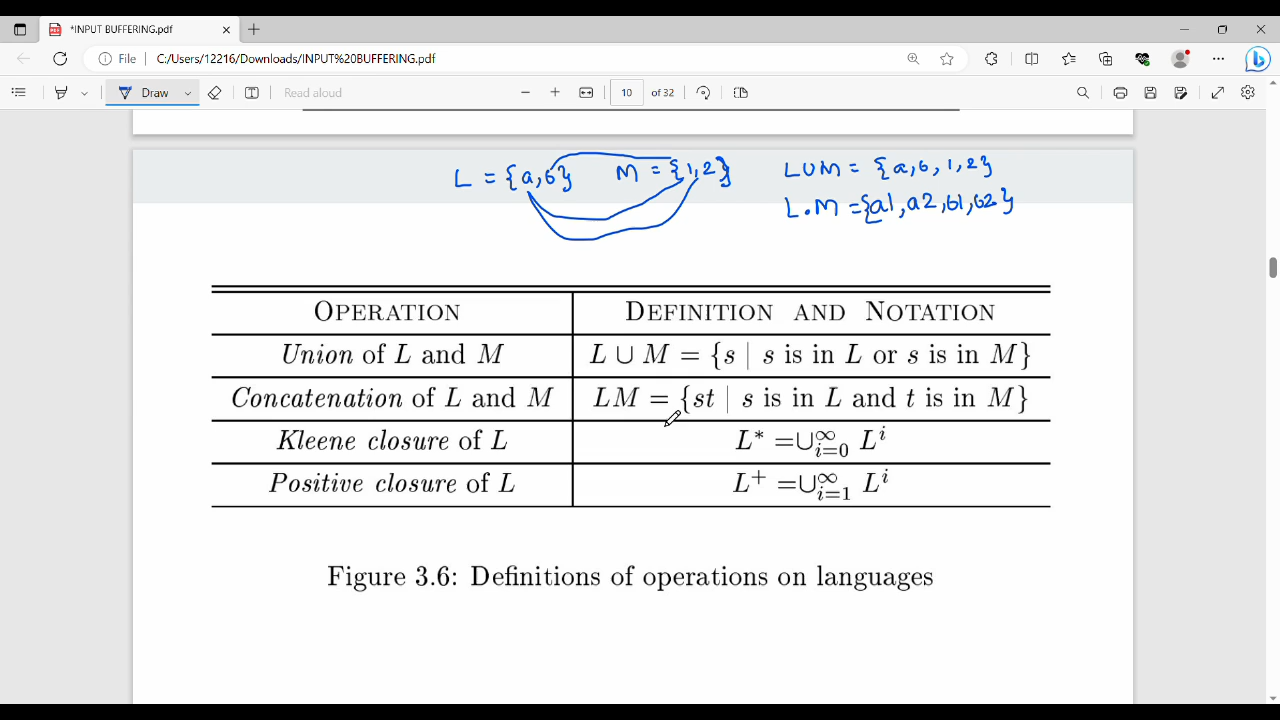 *INPUT BUFFERING.pdf
File C:/Users/12216/Downloads/INPUT%20BUFFERING.pdf
Draw Read aloud 10 of 32
L = {a,b} M = {1,2} L∪M = {a,b,1,2}
L.M = {a1,a2,b1,b2}
OPERATION DEFINITION AND NOTATION
Union of L and M L ∪ M = {s | s is in L or s is in M}
Concatenation of L and M LM = {st | s is in L and t is in M}
Kleene closure of L L* = ∪_{i=0}^{∞} L^i
Positive closure of L L+ = ∪_{i=1}^{∞} L^i
Figure 3.6: Definitions of operations on languages